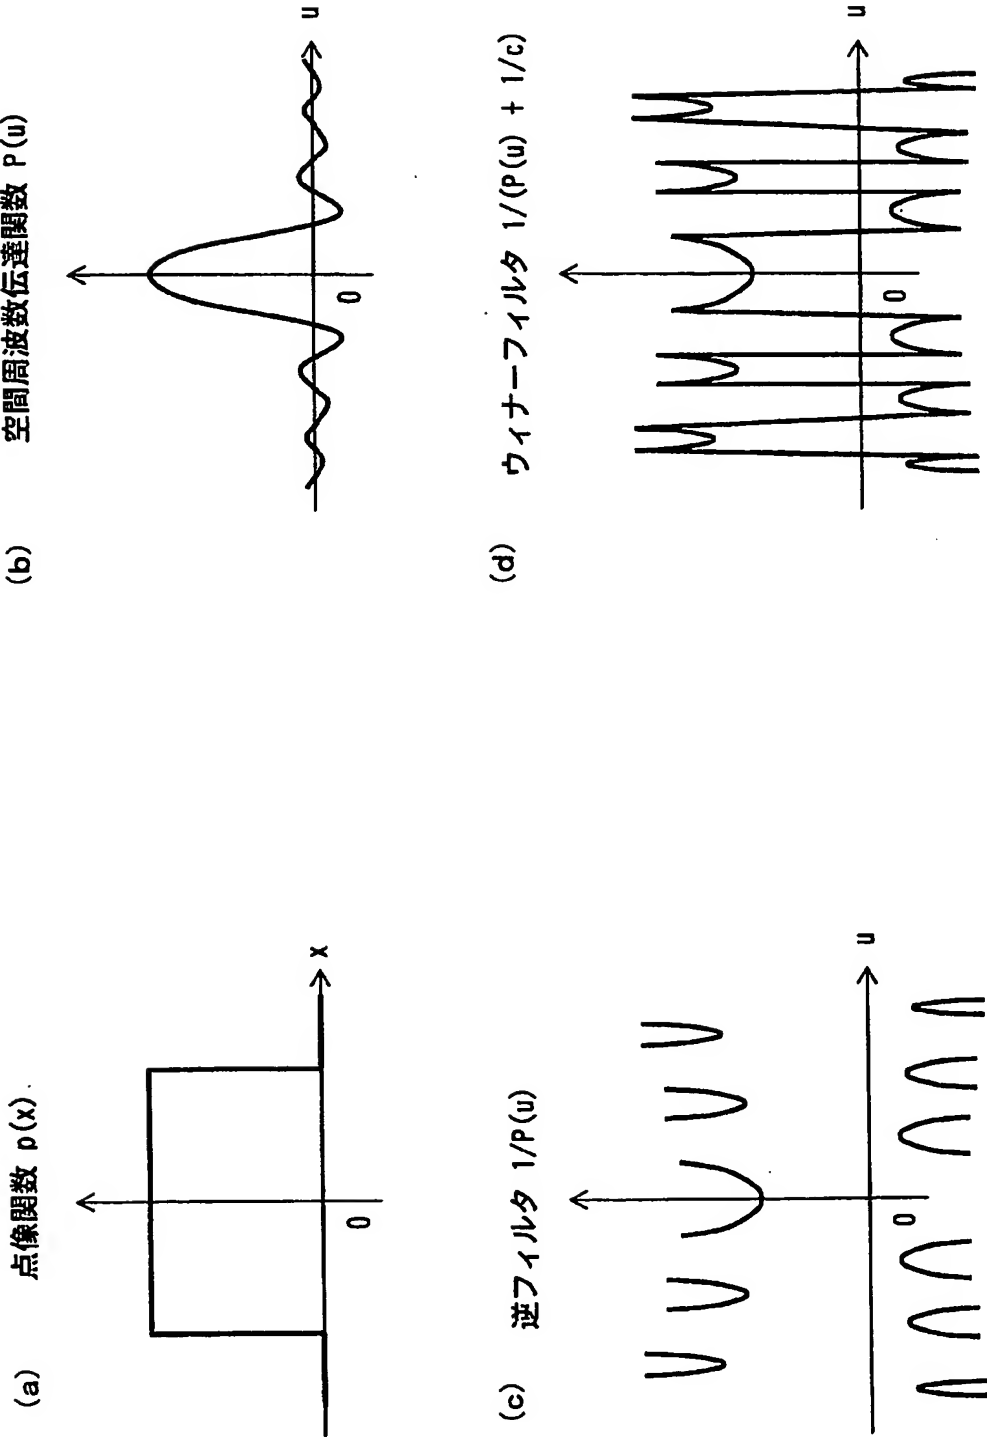 (a) 点像関数 p(x)
x
0
(b) 空間周波数伝達関数 P(u)
u
0
(c) 逆フィルタ 1/P(u)
u
0
(d) ウィナーフィルタ 1/(P(u) + 1/c)
u
0